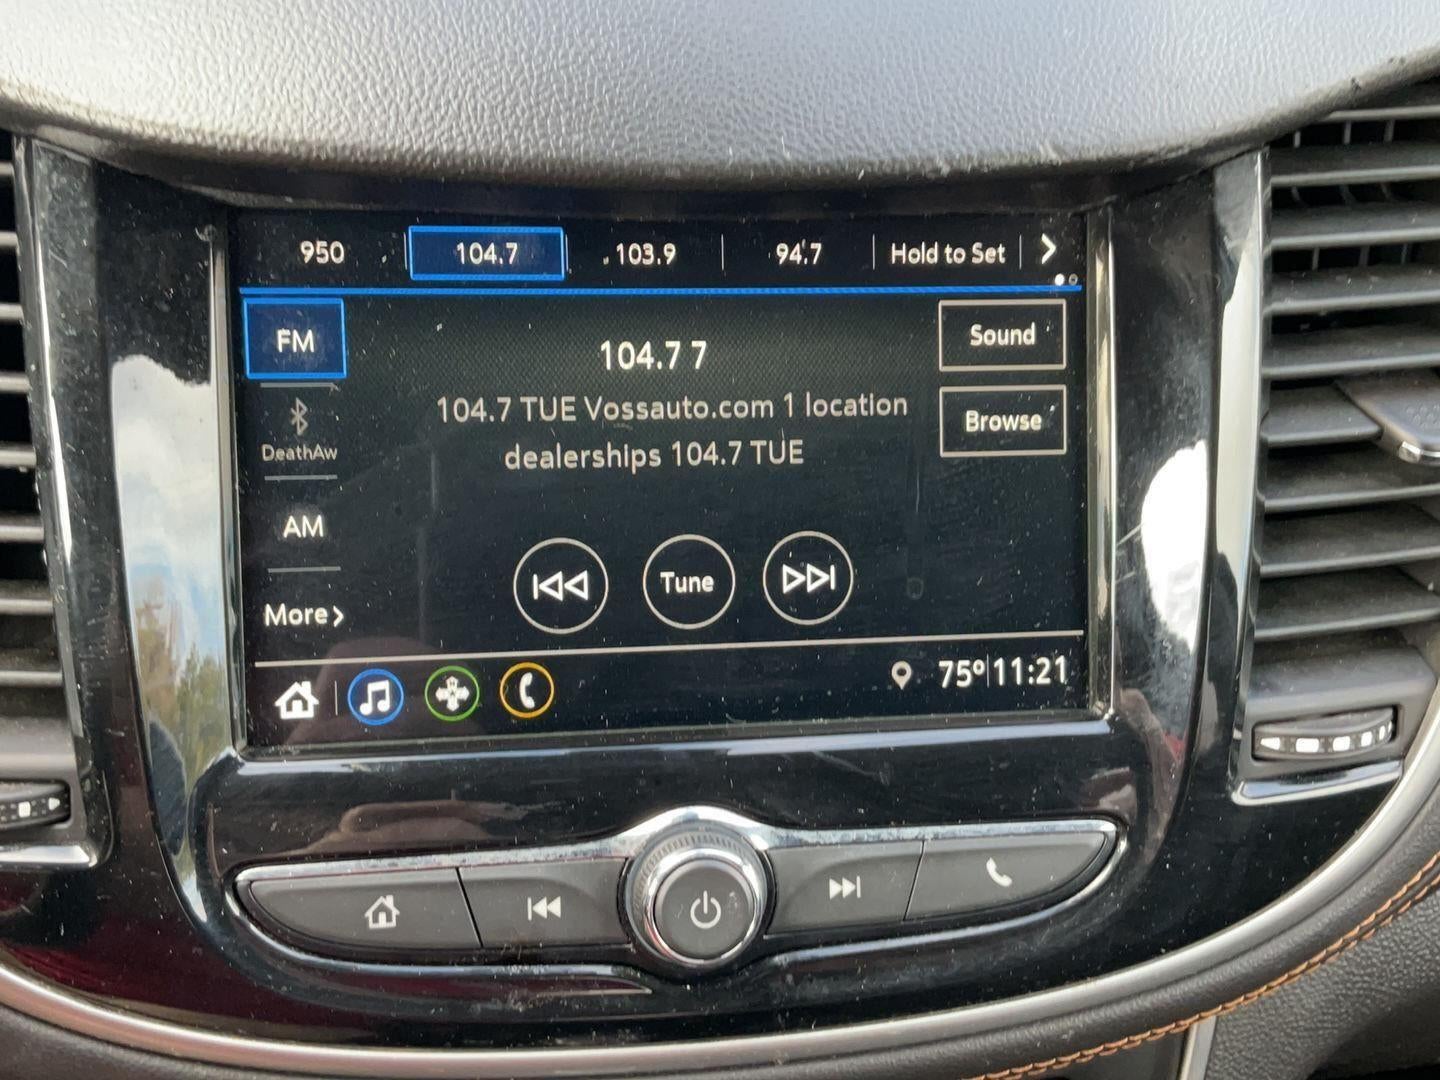 950
104.7
103.9
94.7
Hold to Set
FM
104.7 7
Sound
104.7 TUE Vossauto.com 1 location
dealerships 104.7 TUE
Browse
DeathAw
AM
Tune
More
75° 11:21